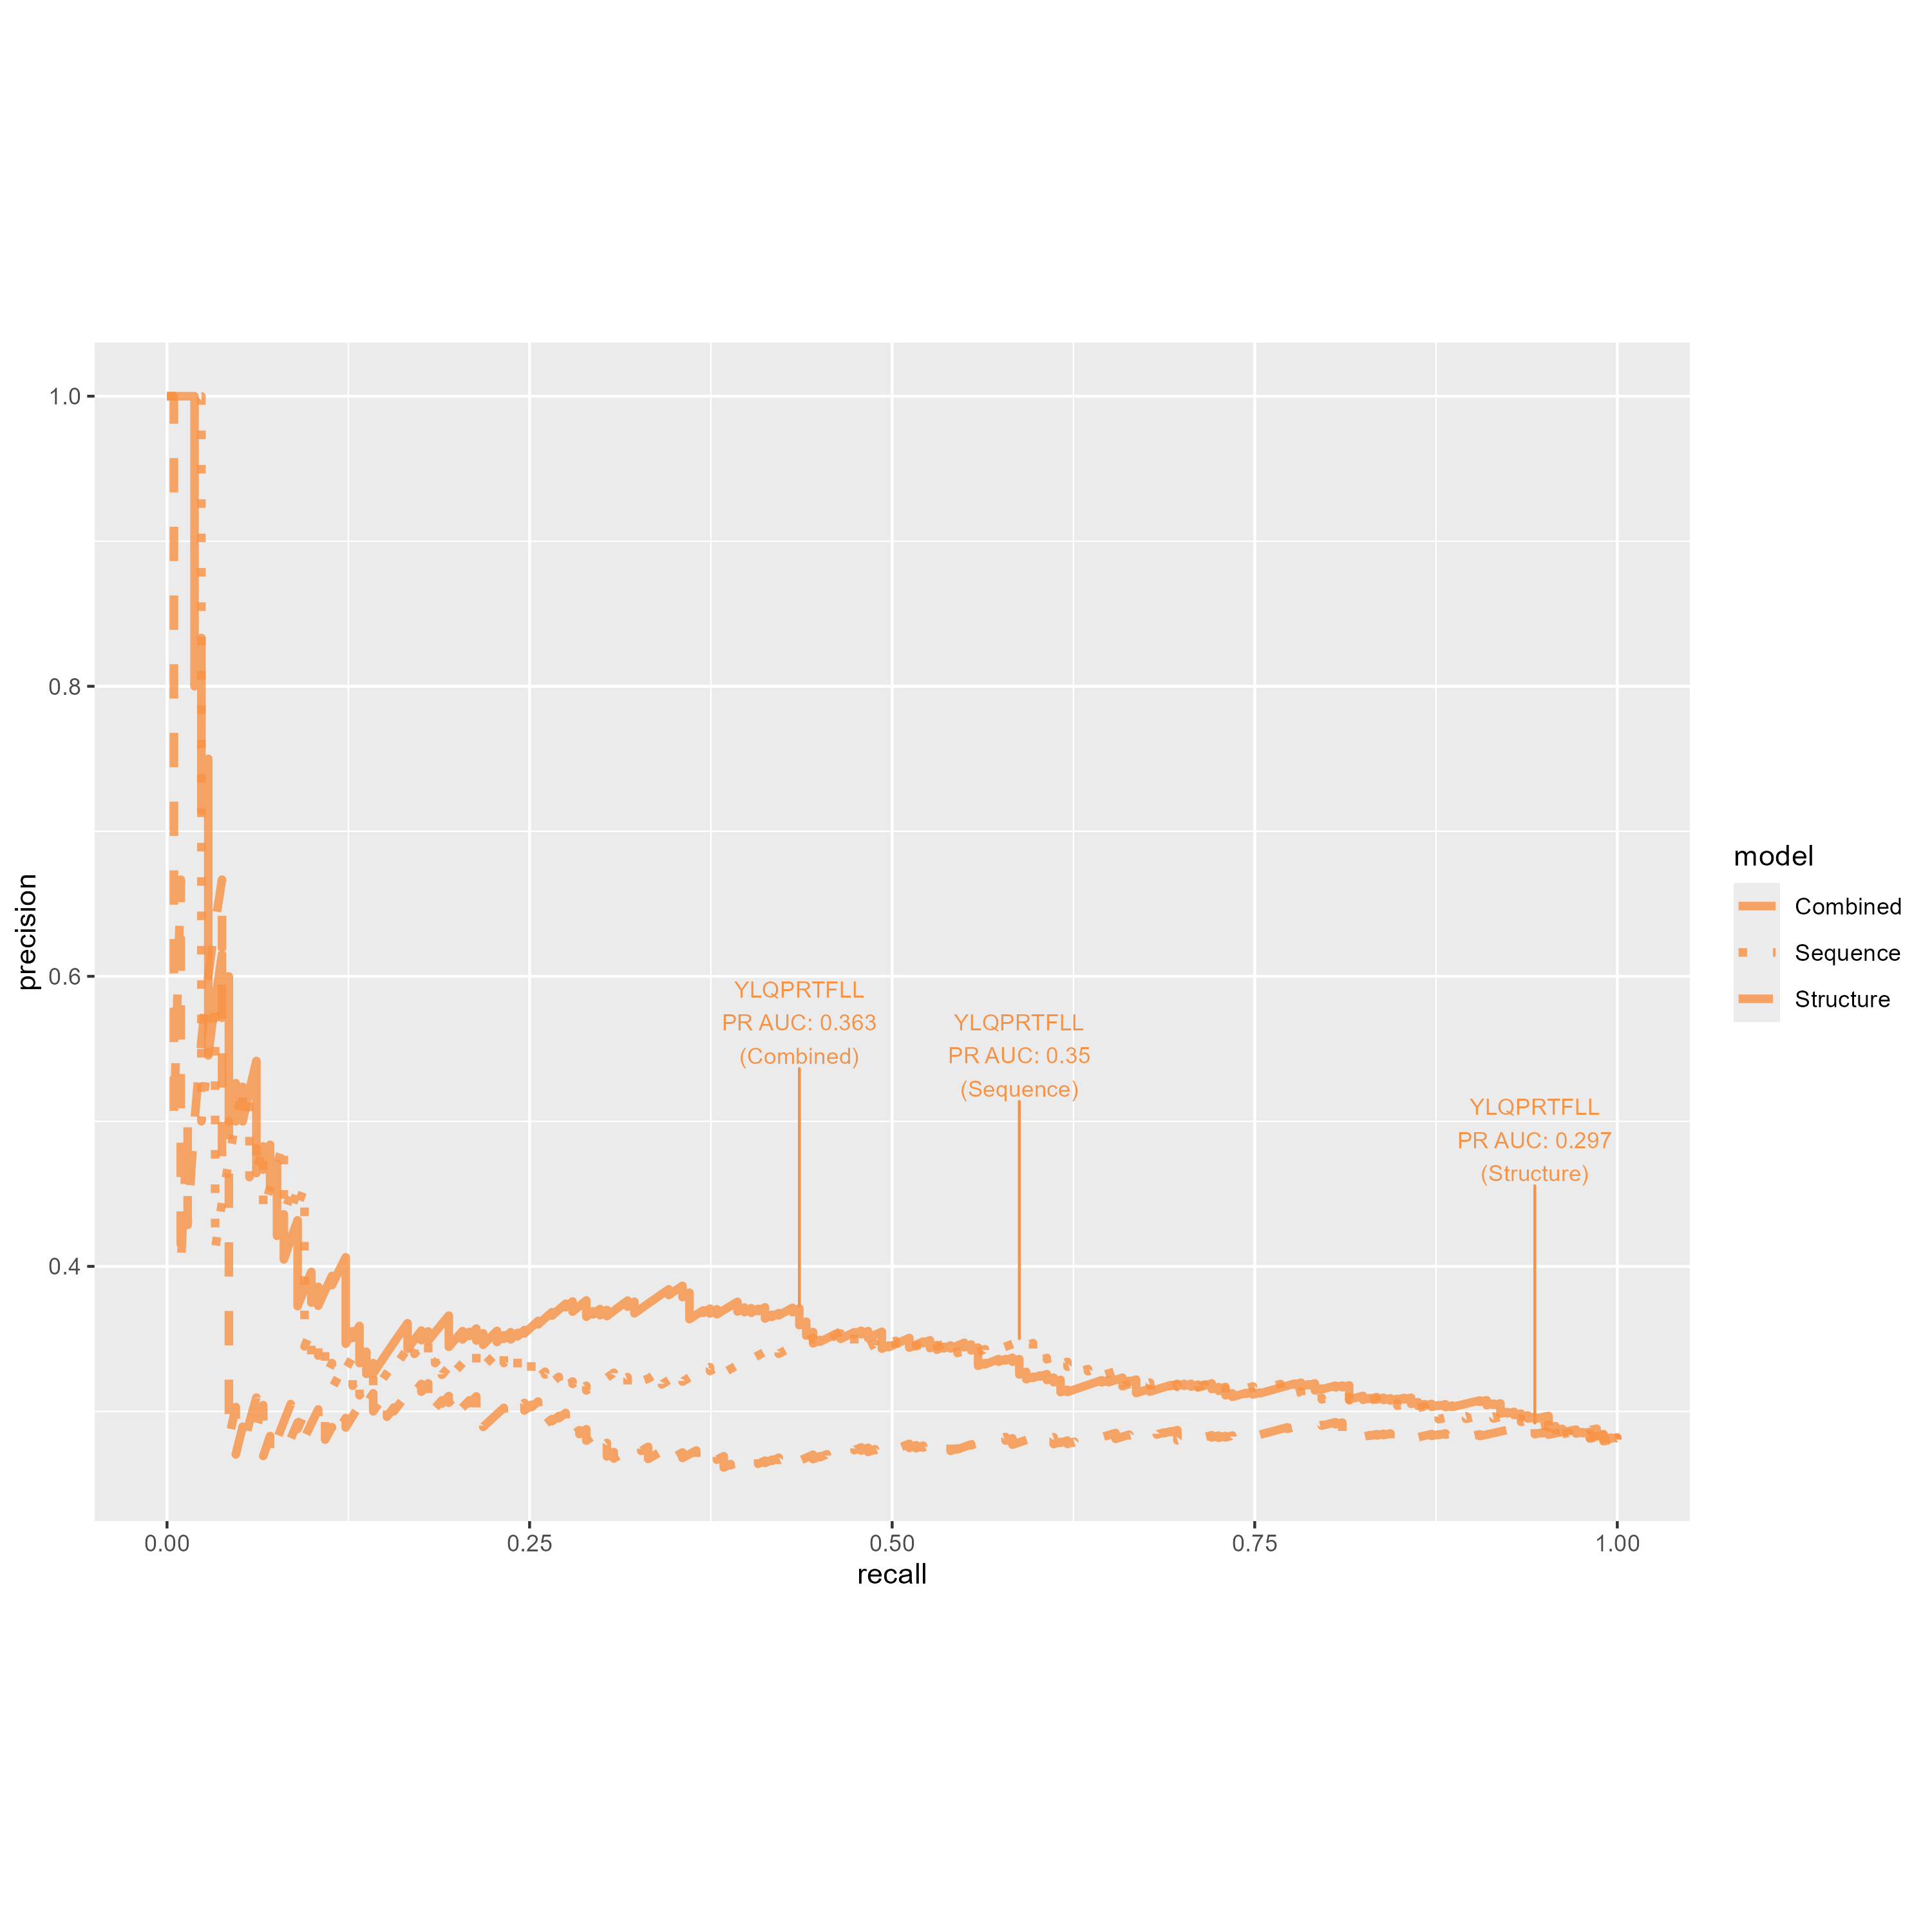 1.0
0.8
0.6
0.4
precision
YLQPRTFLL
PR AUC: 0.363
(Combined)
YLQPRTFLL
PR AUC: 0.35
(Sequence)
YLQPRTFLL
PR AUC: 0.297
(Structure)
0.00
0.25
0.50
0.75
1.00
recall
model
Combined
Sequence
Structure